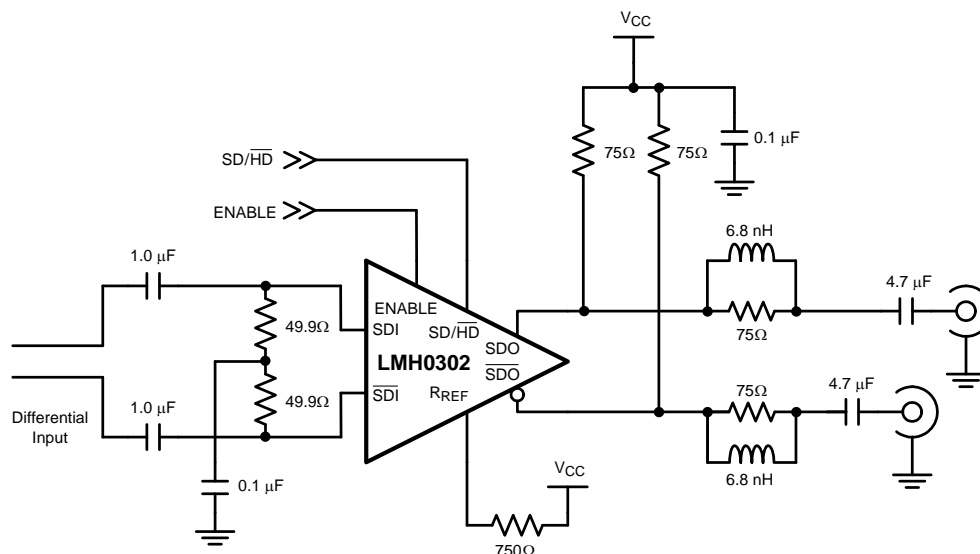 VCC
75Ω
75Ω
0.1 µF
SD/HD
ENABLE
6.8 nH
1.0 µF
4.7 µF
49.9Ω
ENABLE
SDI
SD/HD
SDO
75Ω
LMH0302
SDO
49.9Ω
SDI
RREF
75Ω
4.7 µF
Differential
Input
1.0 µF
6.8 nH
VCC
0.1 µF
750Ω